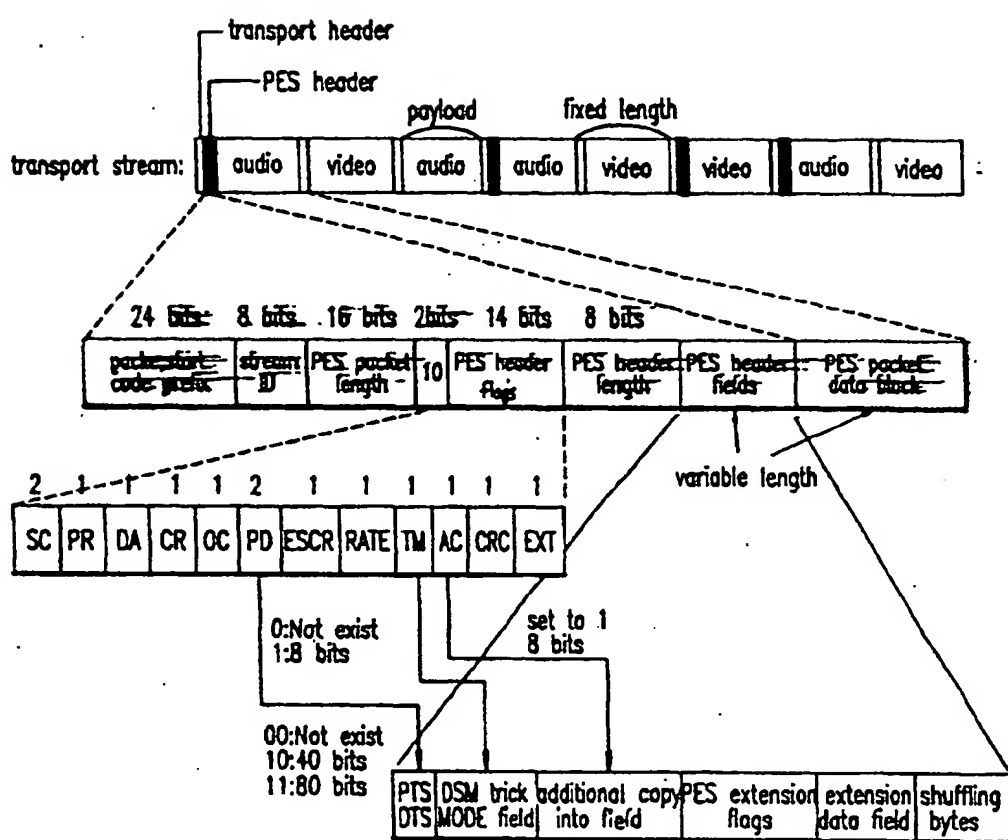 transport header
PES header
payload
fixed length
transport stream:
audio
video
audio
audio
video
video
audio
video
24 bits
8 bits
16 bits
2bits
14 bits
8 bits
packet start
code prefix
stream
ID
PES packet
length
10
PES header
flags
PES header
length
PES header
fields
PES packet
data block
variable length
2 1 1 1 1 2 1 1 1 1 1 1
SC PR DA CR OC PD ESCR RATE TM AC CRC EXT
0:Not exist
1:8 bits
set to 1
8 bits
00:Not exist
10:40 bits
11:80 bits
PTS
DTS
DSM trick
MODE field
additional copy
into field
PES extension
flags
extension
data field
shuffling
bytes